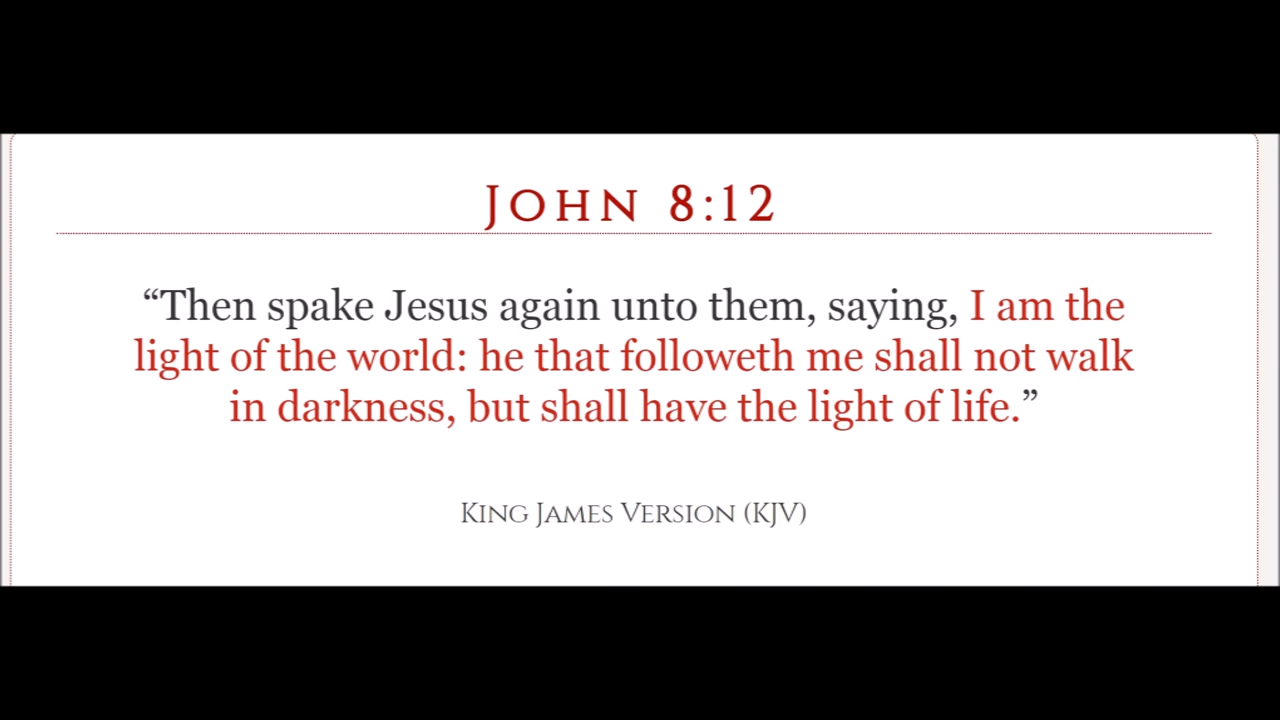 John 8:12
“Then spake Jesus again unto them, saying, I am the
light of the world: he that followeth me shall not walk
in darkness, but shall have the light of life.”
King James Version (KJV)